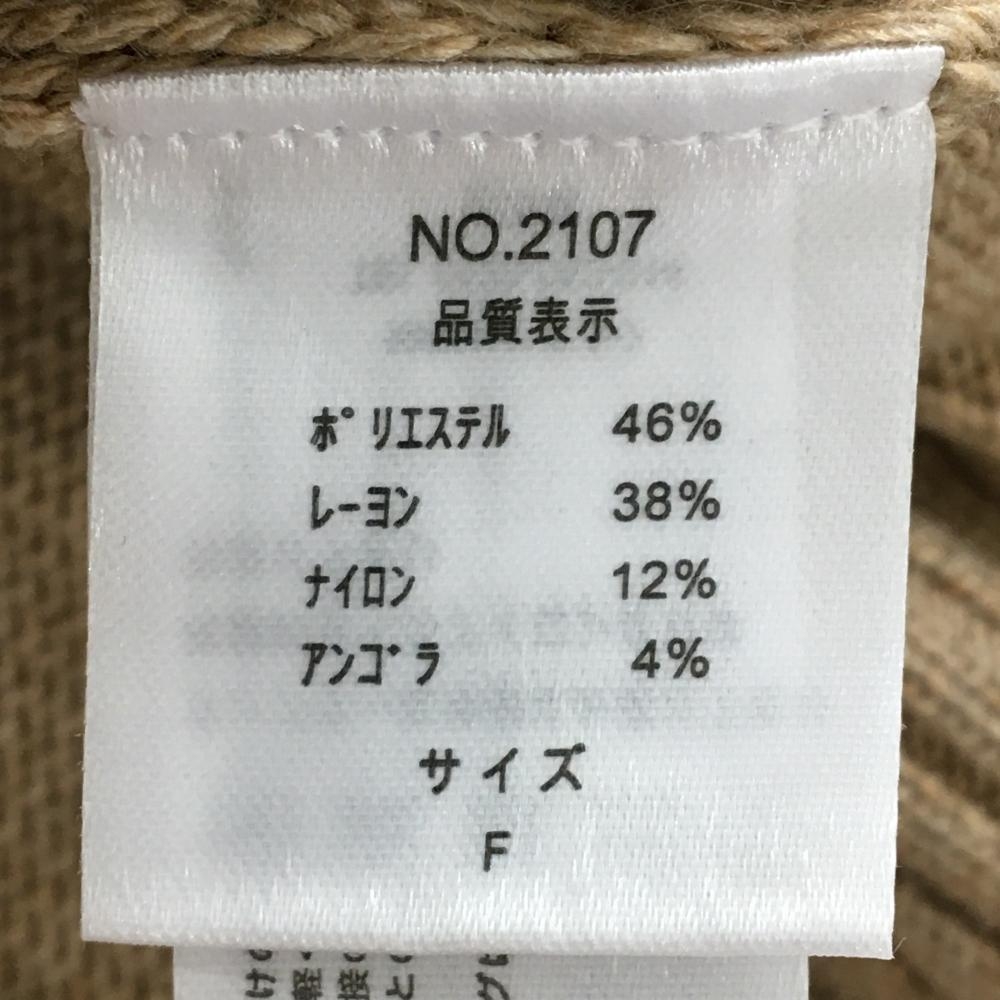 NO.2107
品質表示
ポリエステル 46%
レーヨン 38%
ナイロン 12%
アンゴラ 4%
サイズ
F